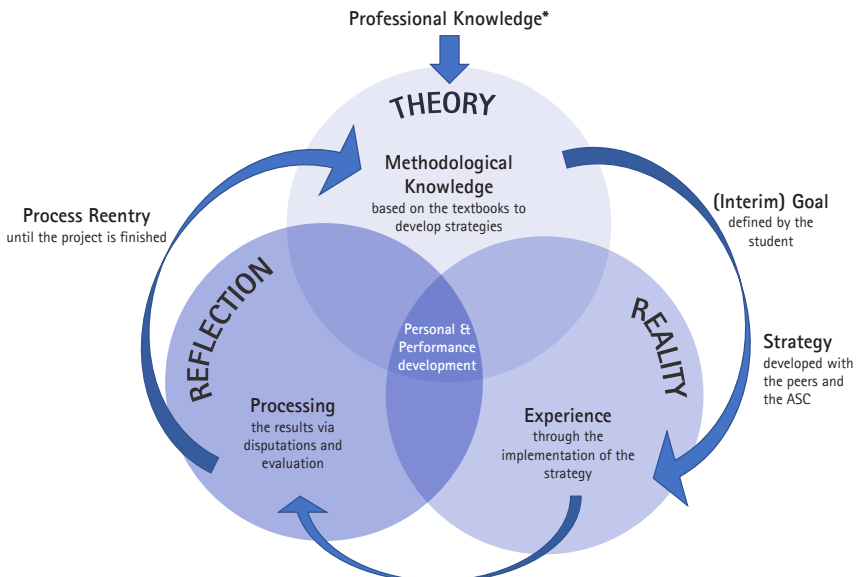 Professional Knowledge*
THEORY
Methodological
Knowledge
based on the textbooks to
develop strategies
(Interim) Goal
defined by the
student
Process Reentry
until the project is finished
REFLECTION
REALITY
Personal &
Performance
development
Strategy
developed with
the peers and
the ASC
Processing
the results via
disputations and
evaluation
Experience
through the
implementation of the
strategy